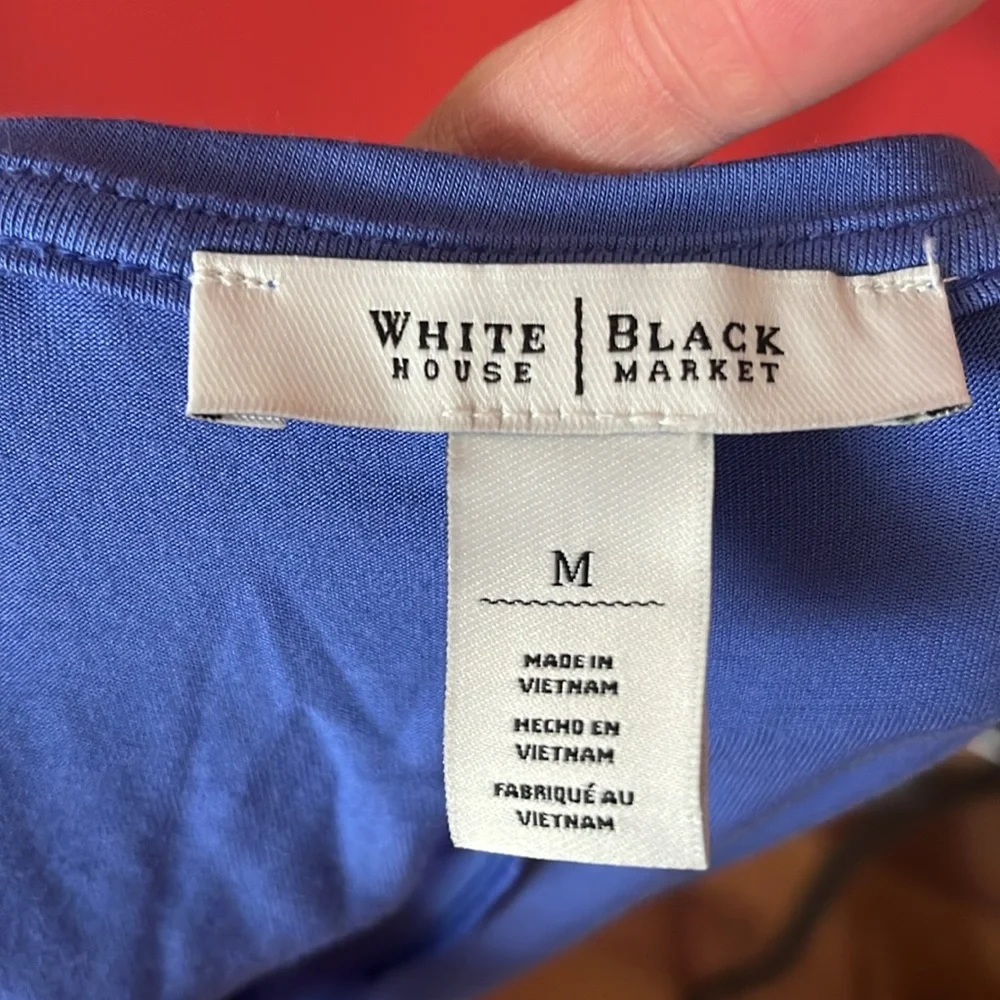 WHITE | BLACK
HOUSE | MARKET
M
MADE IN
VIETNAM
HECHO EN
VIETNAM
FABRIQUÉ AU
VIETNAM